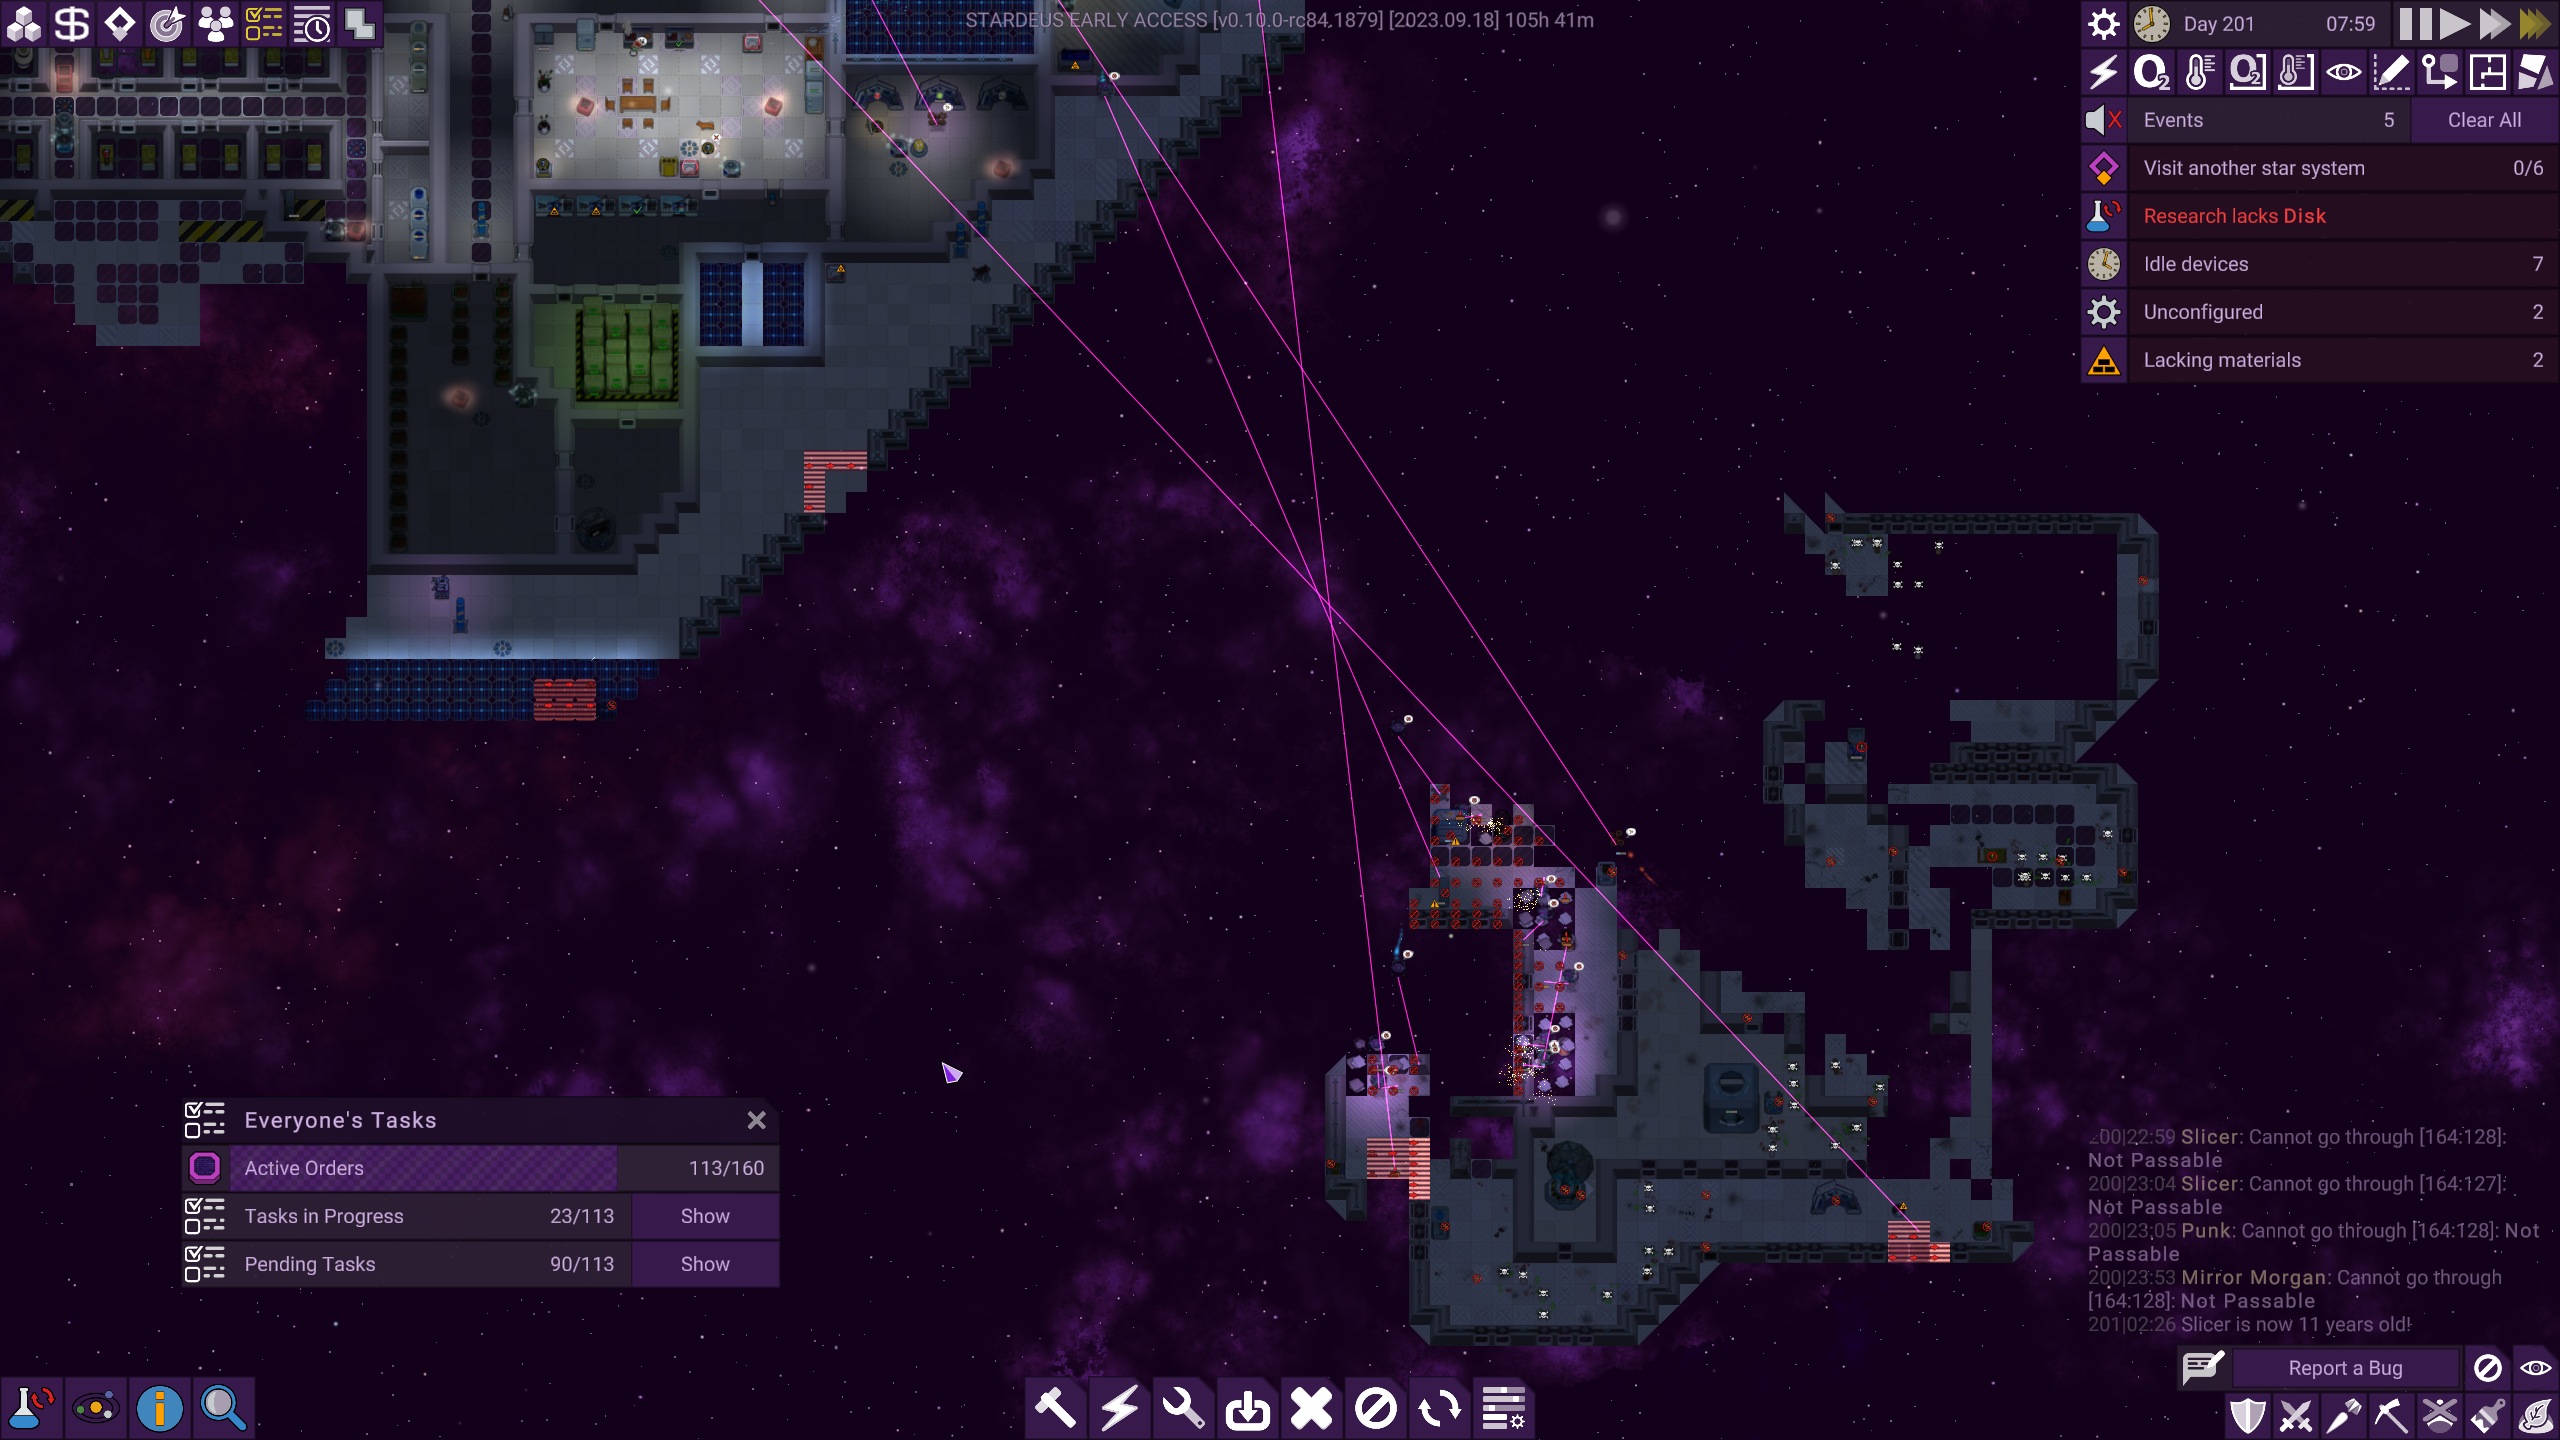 STARDEUS EARLY ACCESS [v0.10.0-rc84.1879] [2023.09.18] 105h 41m
Day 201 07:59
Events 5 Clear All
Visit another star system 0/6
Research lacks Disk
Idle devices 7
Unconfigured 2
Lacking materials 2
Everyone's Tasks
Active Orders 113/160
Tasks in Progress 23/113 Show
Pending Tasks 90/113 Show
200|22:59 Slicer: Cannot go through [164:128]:
Not Passable
200|23:04 Slicer: Cannot go through [164:127]:
Not Passable
200|23:05 Punk: Cannot go through [164:128]: Not
Passable
200|23:53 Mirror Morgan: Cannot go through
[164:128]: Not Passable
201|02:26 Slicer is now 11 years old!
Report a Bug